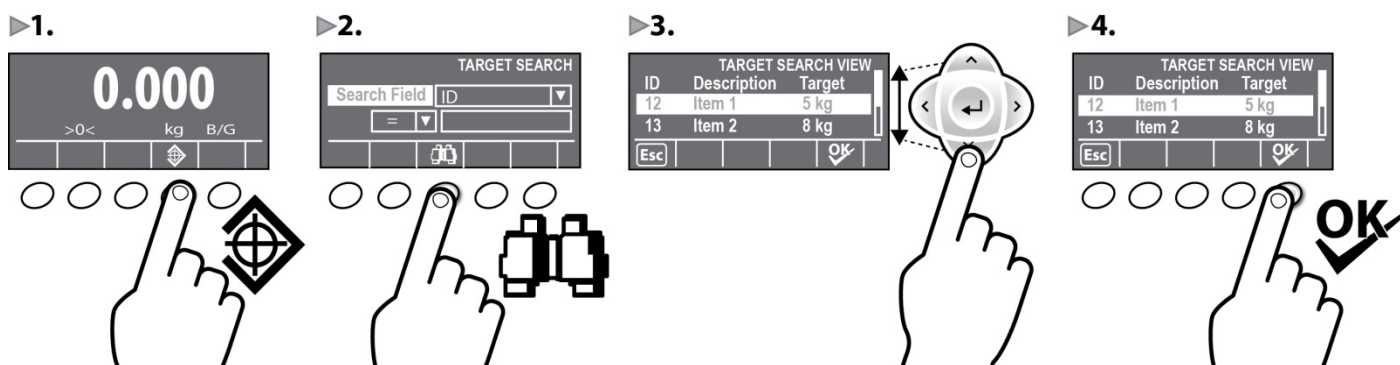 1.
0.000
>0< kg B/G
2.
TARGET SEARCH
Search Field ID
=
3.
TARGET SEARCH VIEW
ID Description Target
12 Item 1 5 kg
13 Item 2 8 kg
Esc OK
4.
TARGET SEARCH VIEW
ID Description Target
12 Item 1 5 kg
13 Item 2 8 kg
Esc OK
OK